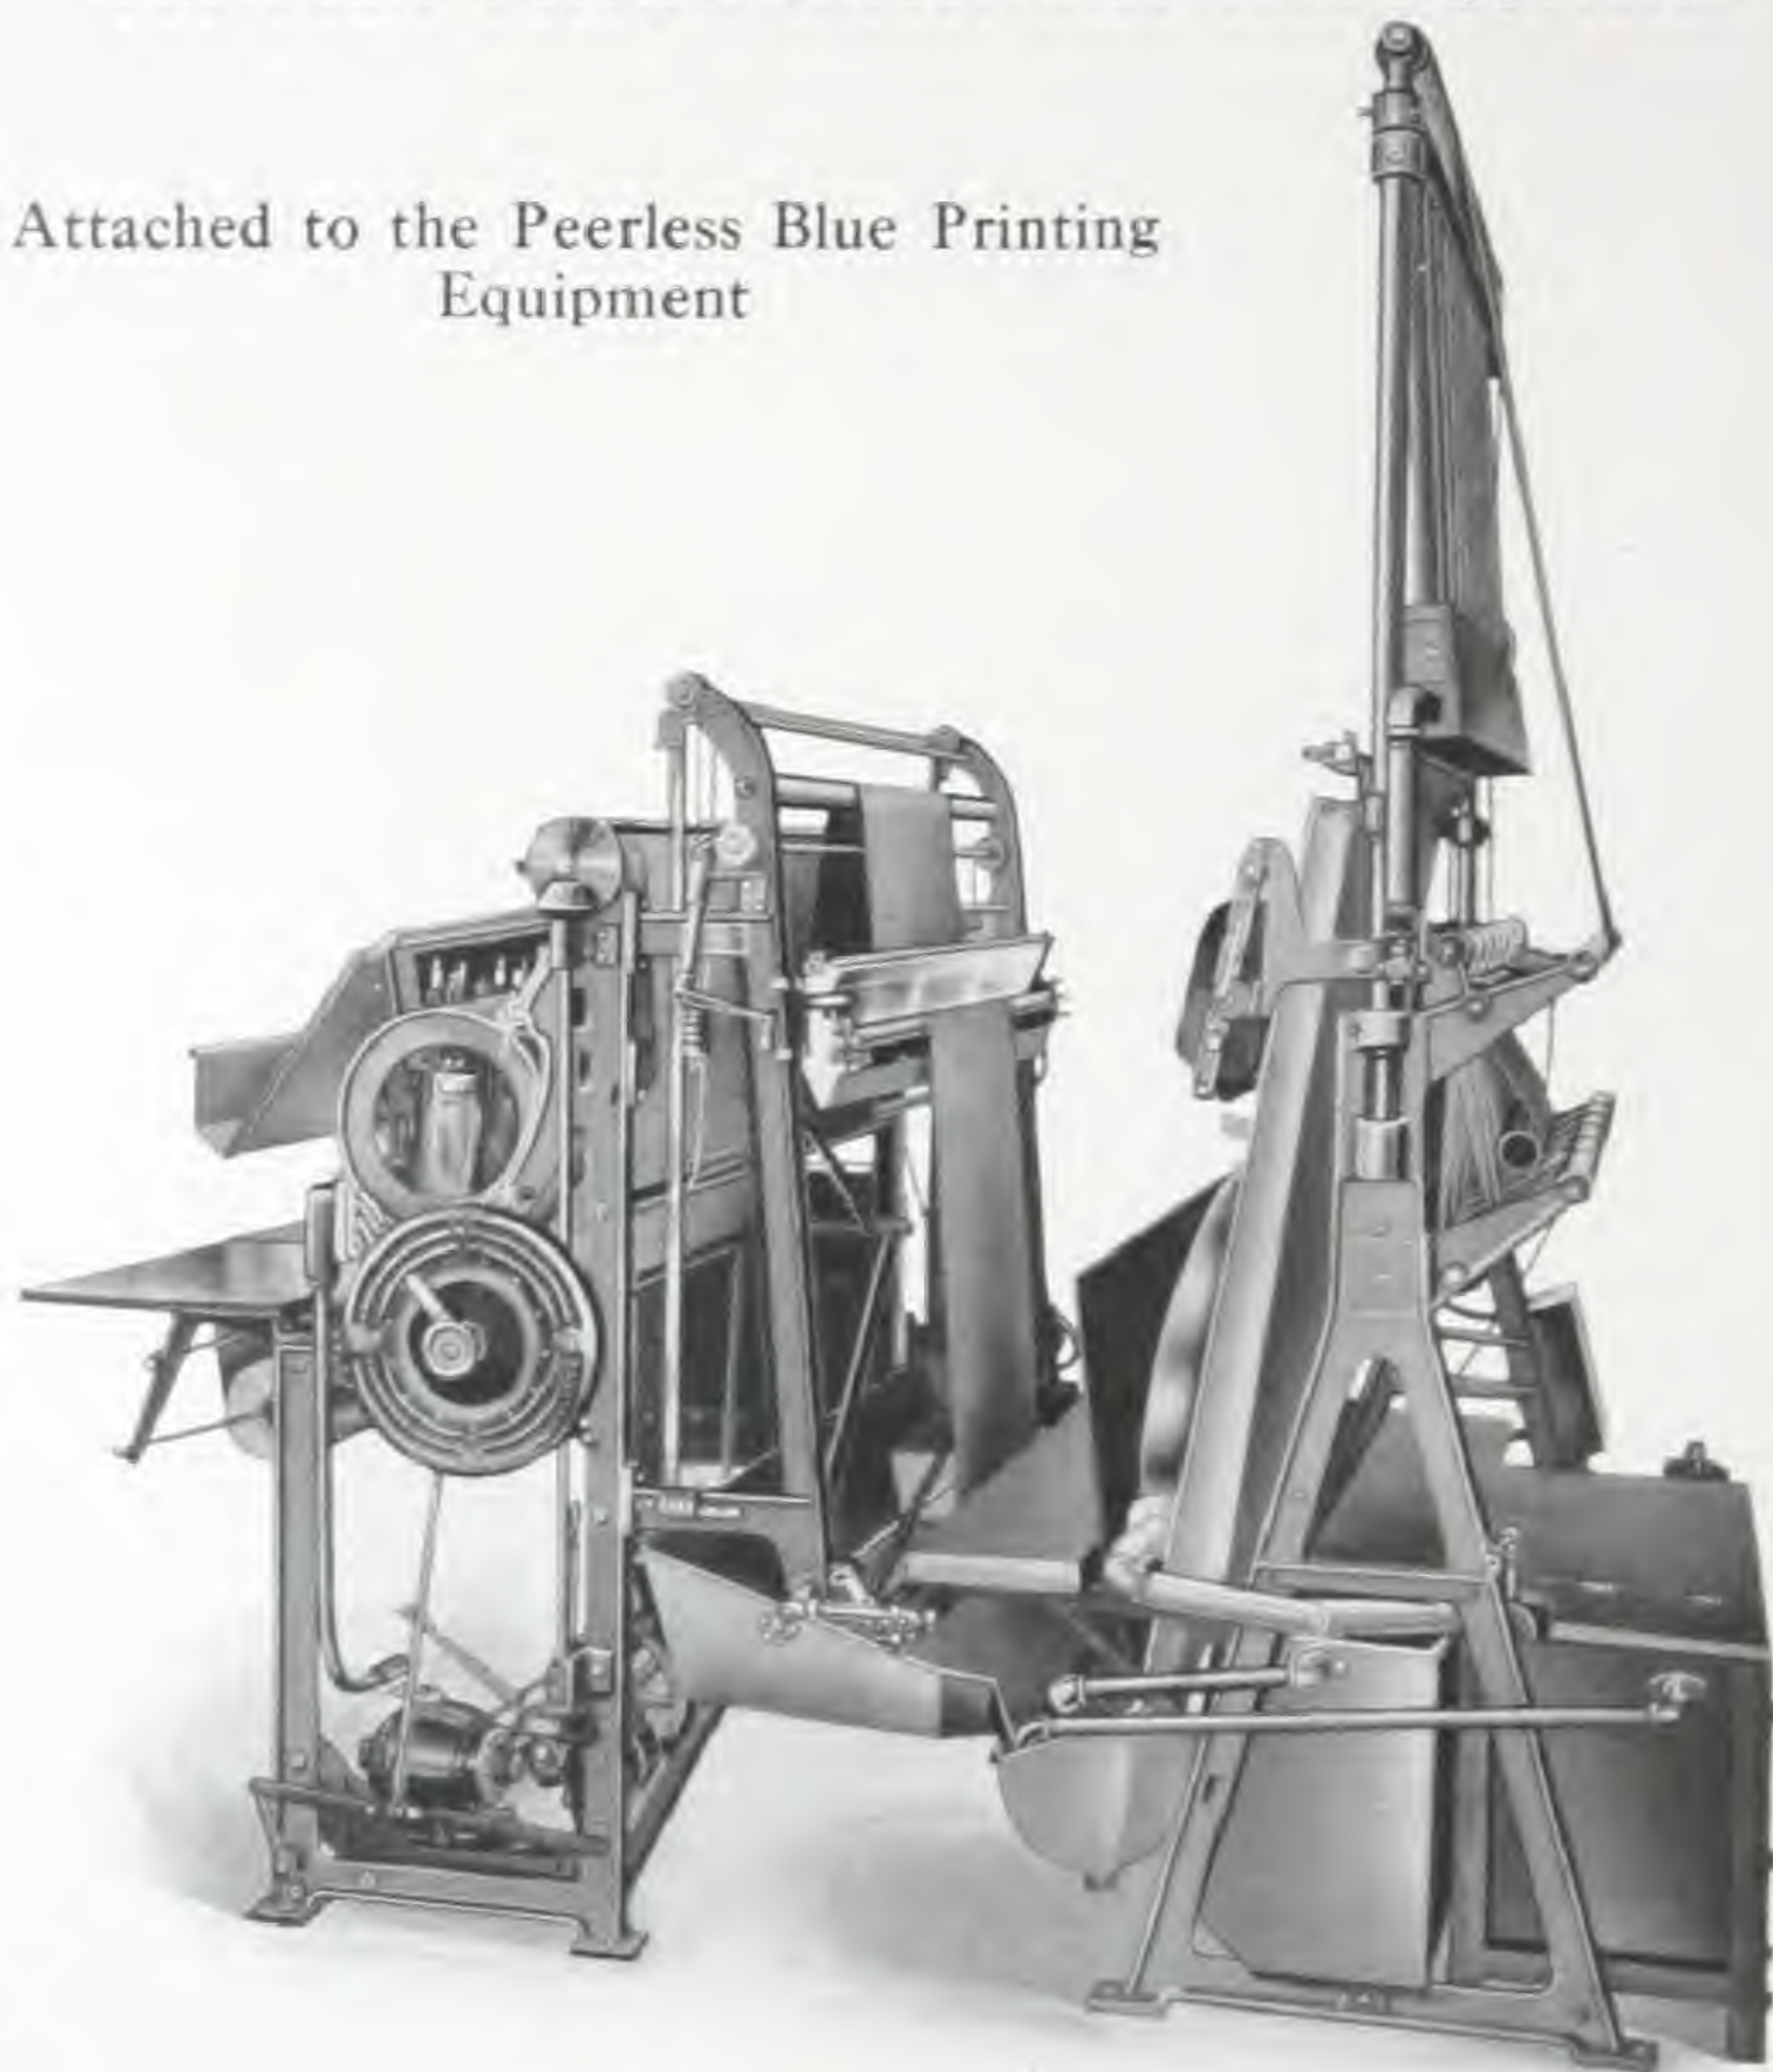 Attached to the Peerless Blue Printing
Equipment